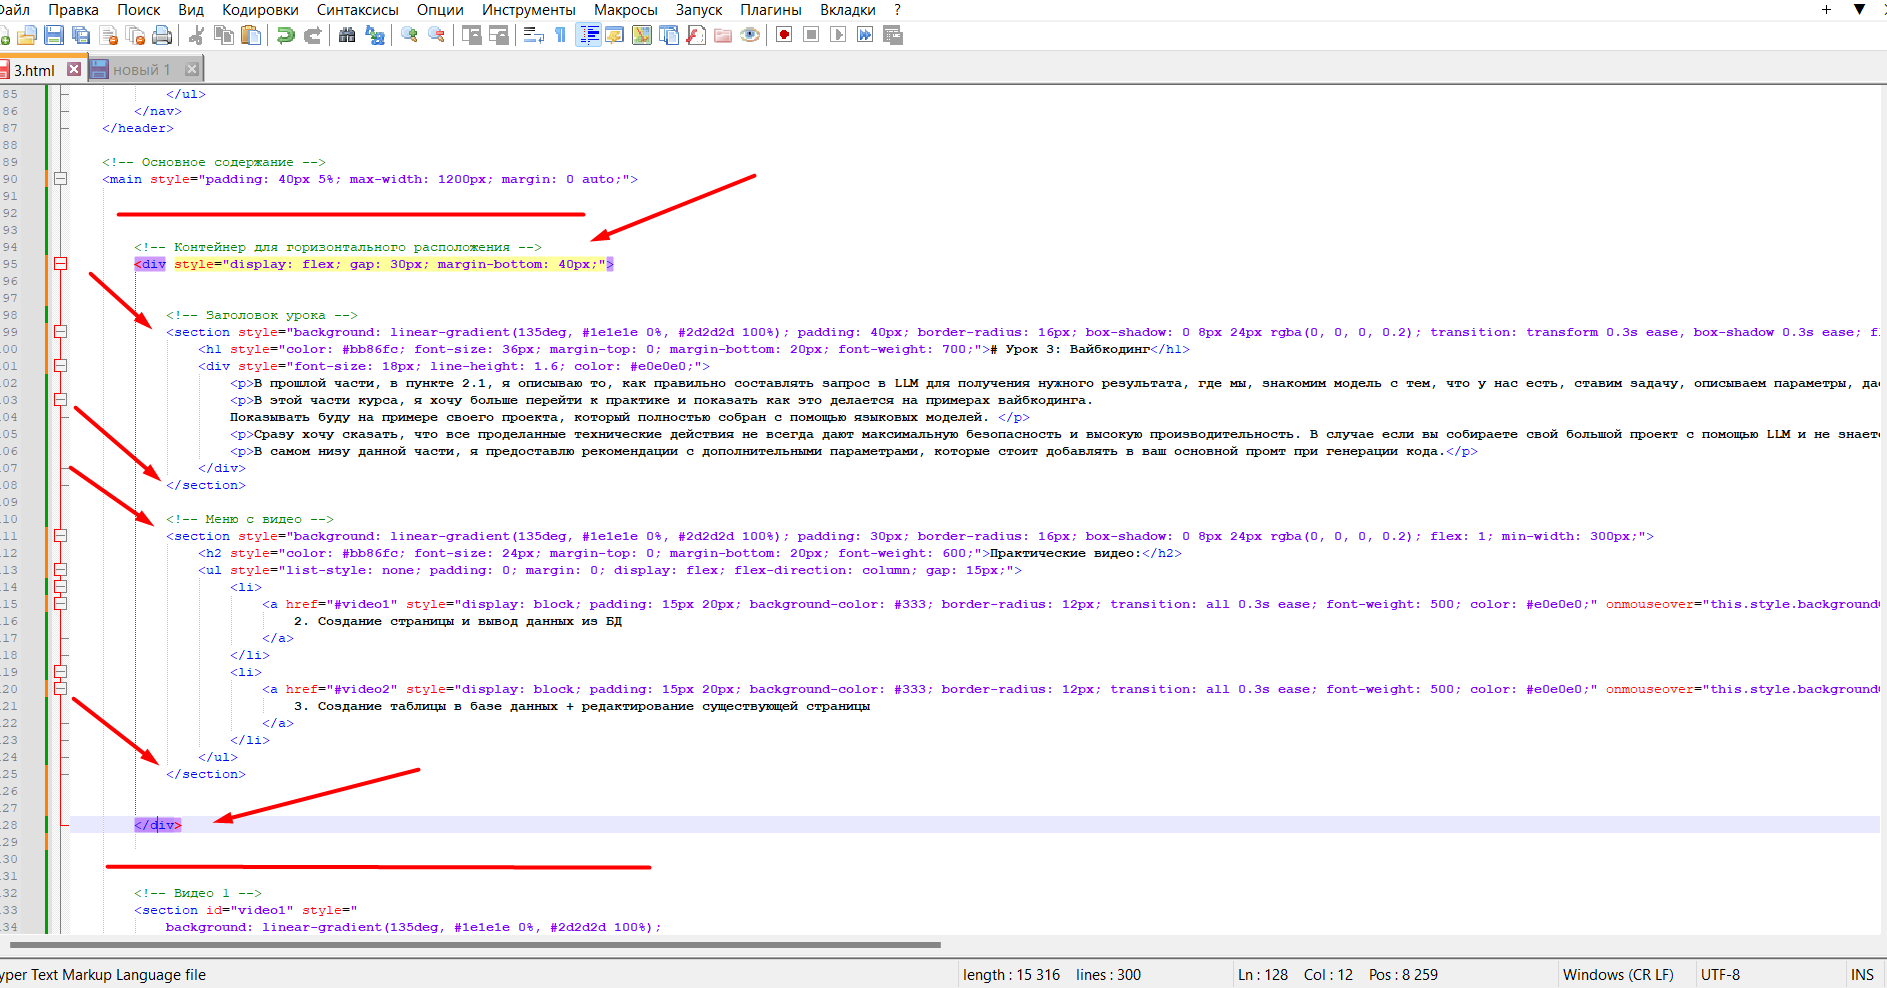 Файл Правка Поиск Вид Кодировки Синтаксисы Опции Инструменты Макросы Запуск Плагины Вкладки ?
3.html новый 1
85 </ul>
86 </nav>
87 </header>
88
89 <!-- Основное содержание -->
90 <main style="padding: 40px 5%; max-width: 1200px; margin: 0 auto;">
91
92
93
94 <!-- Контейнер для горизонтального расположения -->
95 <div style="display: flex; gap: 30px; margin-bottom: 40px;">
96
97
98 <!-- Заголовок урока -->
99 <section style="background: linear-gradient(135deg, #1e1e1e 0%, #2d2d2d 100%); padding: 40px; border-radius: 16px; box-shadow: 0 8px 24px rgba(0, 0, 0, 0.2); transition: transform 0.3s ease, box-shadow 0.3s ease; fl
00 <h1 style="color: #bb86fc; font-size: 36px; margin-top: 0; margin-bottom: 20px; font-weight: 700;"># Урок 3: Вайбкодинг</h1>
01 <div style="font-size: 18px; line-height: 1.6; color: #e0e0e0;">
02 <p>В прошлой части, в пункте 2.1, я описываю то, как правильно составлять запрос в LLM для получения нужного результата, где мы, знакомим модель с тем, что у нас есть, ставим задачу, описываем параметры, да
03 <p>В этой части курса, я хочу больше перейти к практике и показать как это делается на примерах вайбкодинга.
04 Показывать буду на примере своего проекта, который полностью собран с помощью языковых моделей. </p>
05 <p>Сразу хочу сказать, что все проделанные технические действия не всегда дают максимальную безопасность и высокую производительность. В случае если вы собираете свой большой проект с помощью LLM и не знаете
06 <p>В самом низу данной части, я предоставлю рекомендации с дополнительными параметрами, которые стоит добавлять в ваш основной промт при генерации кода.</p>
07 </div>
08 </section>
09
10 <!-- Меню с видео -->
11 <section style="background: linear-gradient(135deg, #1e1e1e 0%, #2d2d2d 100%); padding: 30px; border-radius: 16px; box-shadow: 0 8px 24px rgba(0, 0, 0, 0.2); flex: 1; min-width: 300px;">
12 <h2 style="color: #bb86fc; font-size: 24px; margin-top: 0; margin-bottom: 20px; font-weight: 600;">Практические видео:</h2>
13 <ul style="list-style: none; padding: 0; margin: 0; display: flex; flex-direction: column; gap: 15px;">
14 <li>
15 <a href="#video1" style="display: block; padding: 15px 20px; background-color: #333; border-radius: 12px; transition: all 0.3s ease; font-weight: 500; color: #e0e0e0;" onmouseover="this.style.background
16 2. Создание страницы и вывод данных из БД
17 </a>
18 </li>
19 <li>
20 <a href="#video2" style="display: block; padding: 15px 20px; background-color: #333; border-radius: 12px; transition: all 0.3s ease; font-weight: 500; color: #e0e0e0;" onmouseover="this.style.background
21 3. Создание таблицы в базе данных + редактирование существующей страницы
22 </a>
23 </li>
24 </ul>
25 </section>
26
27
28 </div>
29
30
31
32 <!-- Видео 1 -->
33 <section id="video1" style="
34 background: linear-gradient(135deg, #1e1e1e 0%, #2d2d2d 100%);
yper Text Markup Language file length : 15 316 lines : 300 Ln : 128 Col : 12 Pos : 8 259 Windows (CR LF) UTF-8 INS